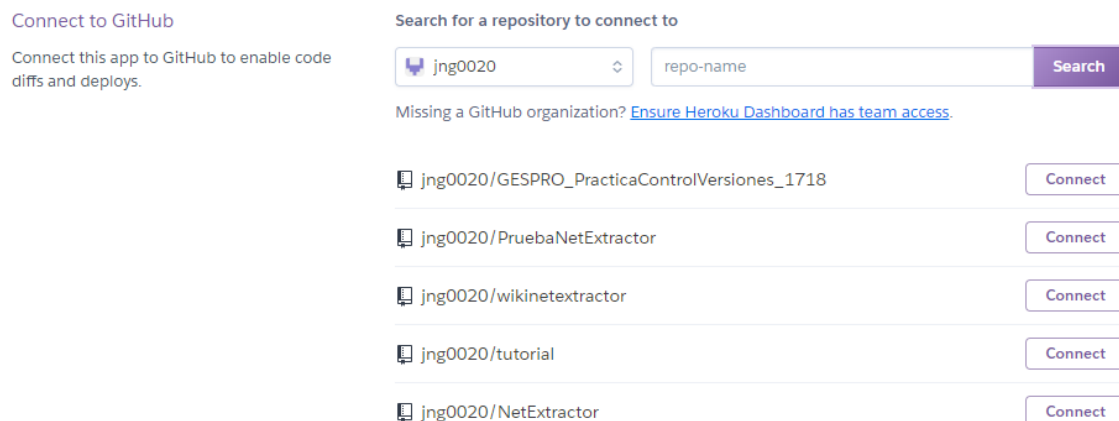 Connect to GitHub
Connect this app to GitHub to enable code
diffs and deploys.
Search for a repository to connect to
jng0020
repo-name
Search
Missing a GitHub organization? Ensure Heroku Dashboard has team access.
jng0020/GESPRO_PracticaControlVersiones_1718
Connect
jng0020/PruebaNetExtractor
Connect
jng0020/wikinetextractor
Connect
jng0020/tutorial
Connect
jng0020/NetExtractor
Connect